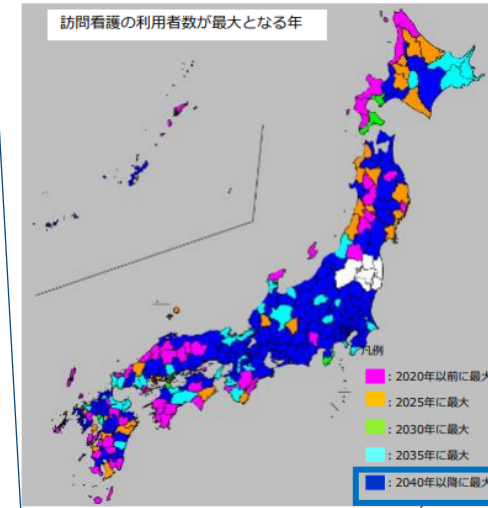 訪問看護の利用者数が最大となる年
凡例
：2020年以前に最大
：2025年に最大
：2030年に最大
：2035年に最大
：2040年以降に最大